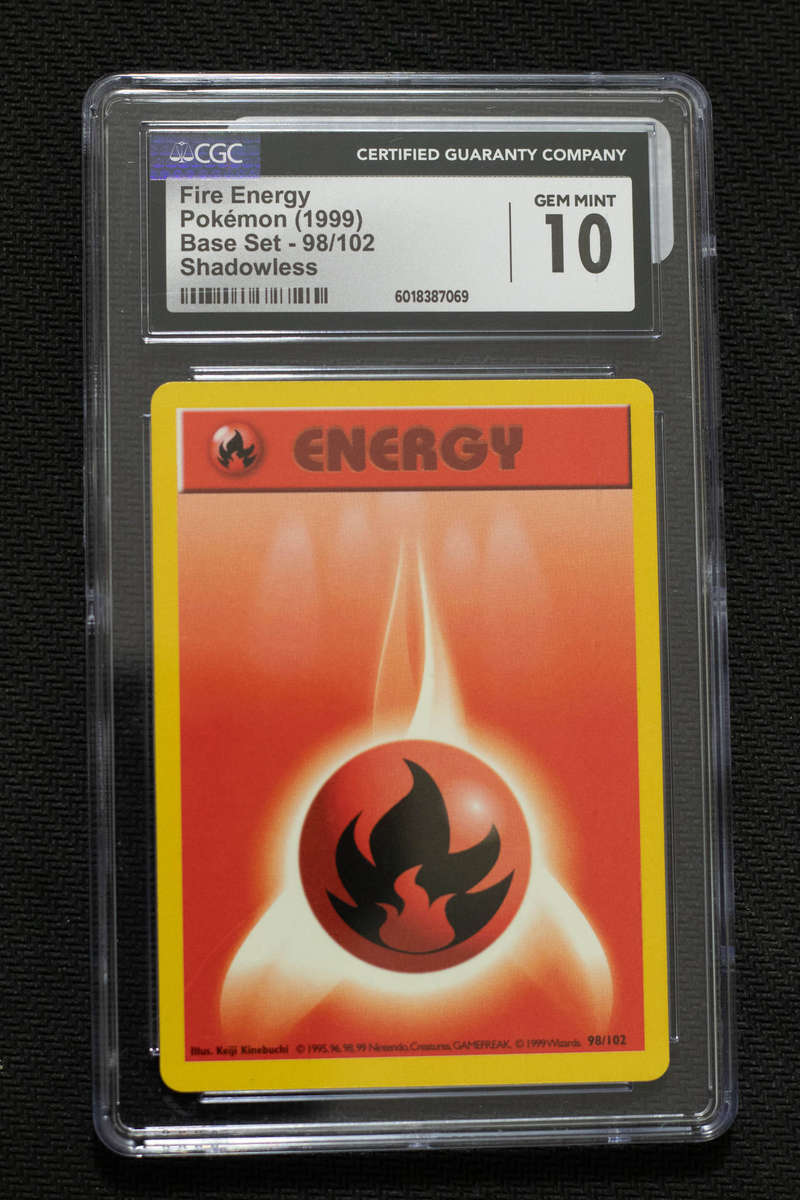 CGC
CERTIFIED GUARANTY COMPANY
Fire Energy
Pokémon (1999)
Base Set - 98/102
Shadowless
GEM MINT
10
6018387069
ENERGY
Illus. Keiji Kinebuchi © 1995, 96, 98, 99 Nintendo, Creatures, GAMEFREAK. © 1999 Wizards. 98/102